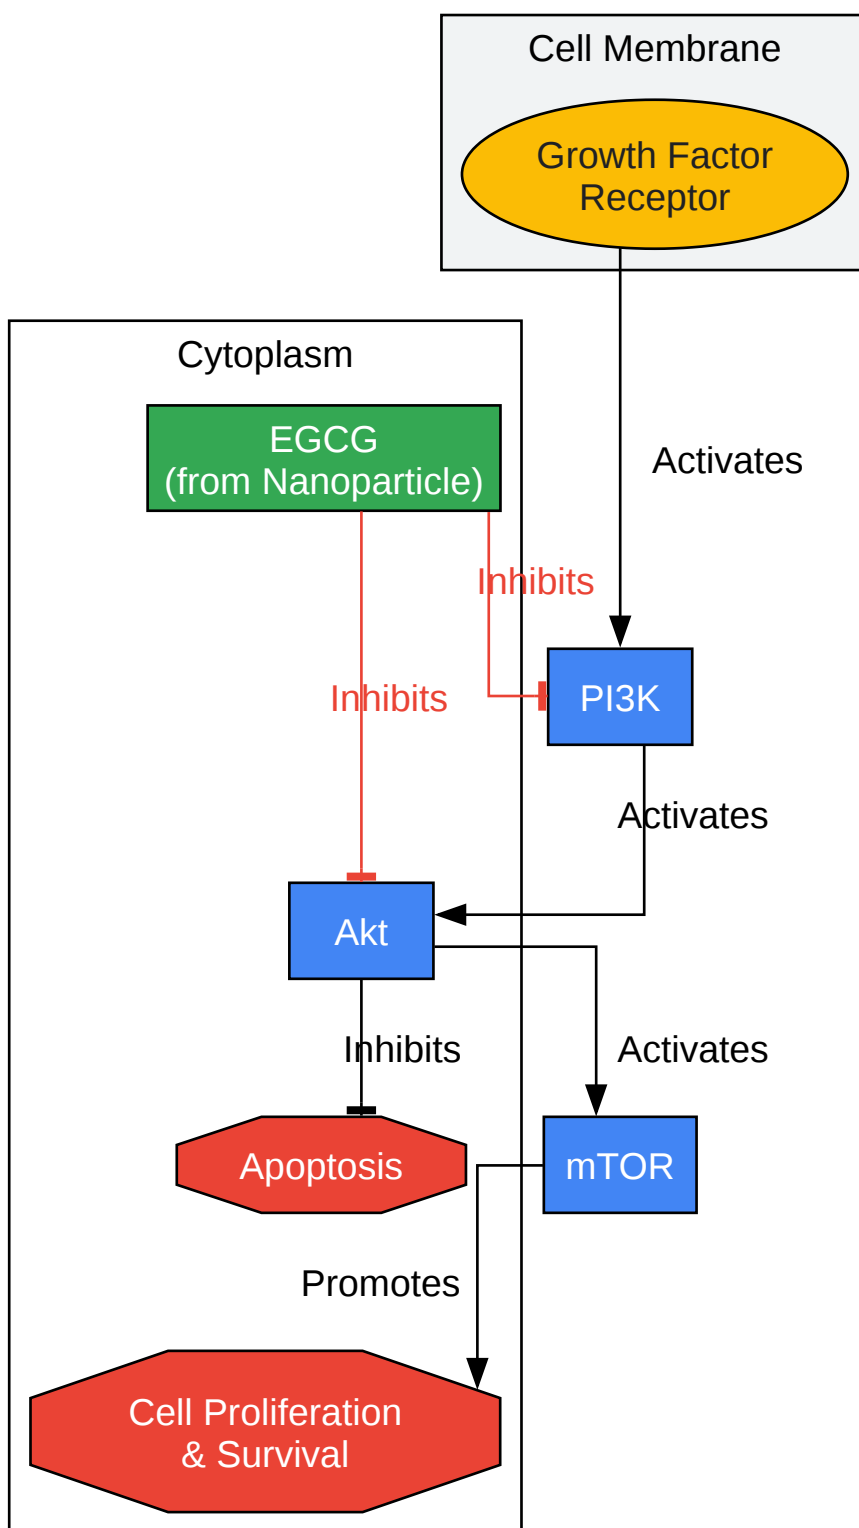 Cell Membrane
Growth Factor
Receptor
Cytoplasm
EGCG
(from Nanoparticle)
Activates
Inhibits
Inhibits
PI3K
Activates
Akt
Inhibits
Activates
Apoptosis
mTOR
Promotes
Cell Proliferation
& Survival